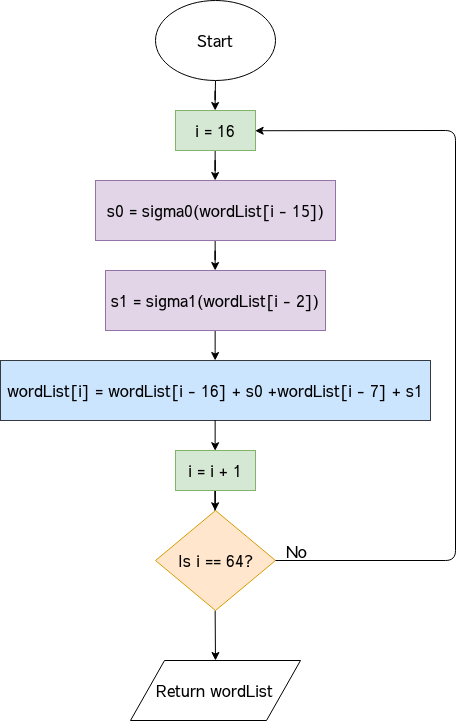 Start
i = 16
s0 = sigma0(wordList[i - 15])
s1 = sigma1(wordList[i - 2])
wordList[i] = wordList[i - 16] + s0 +wordList[i - 7] + s1
i = i + 1
Is i == 64?
No
Return wordList